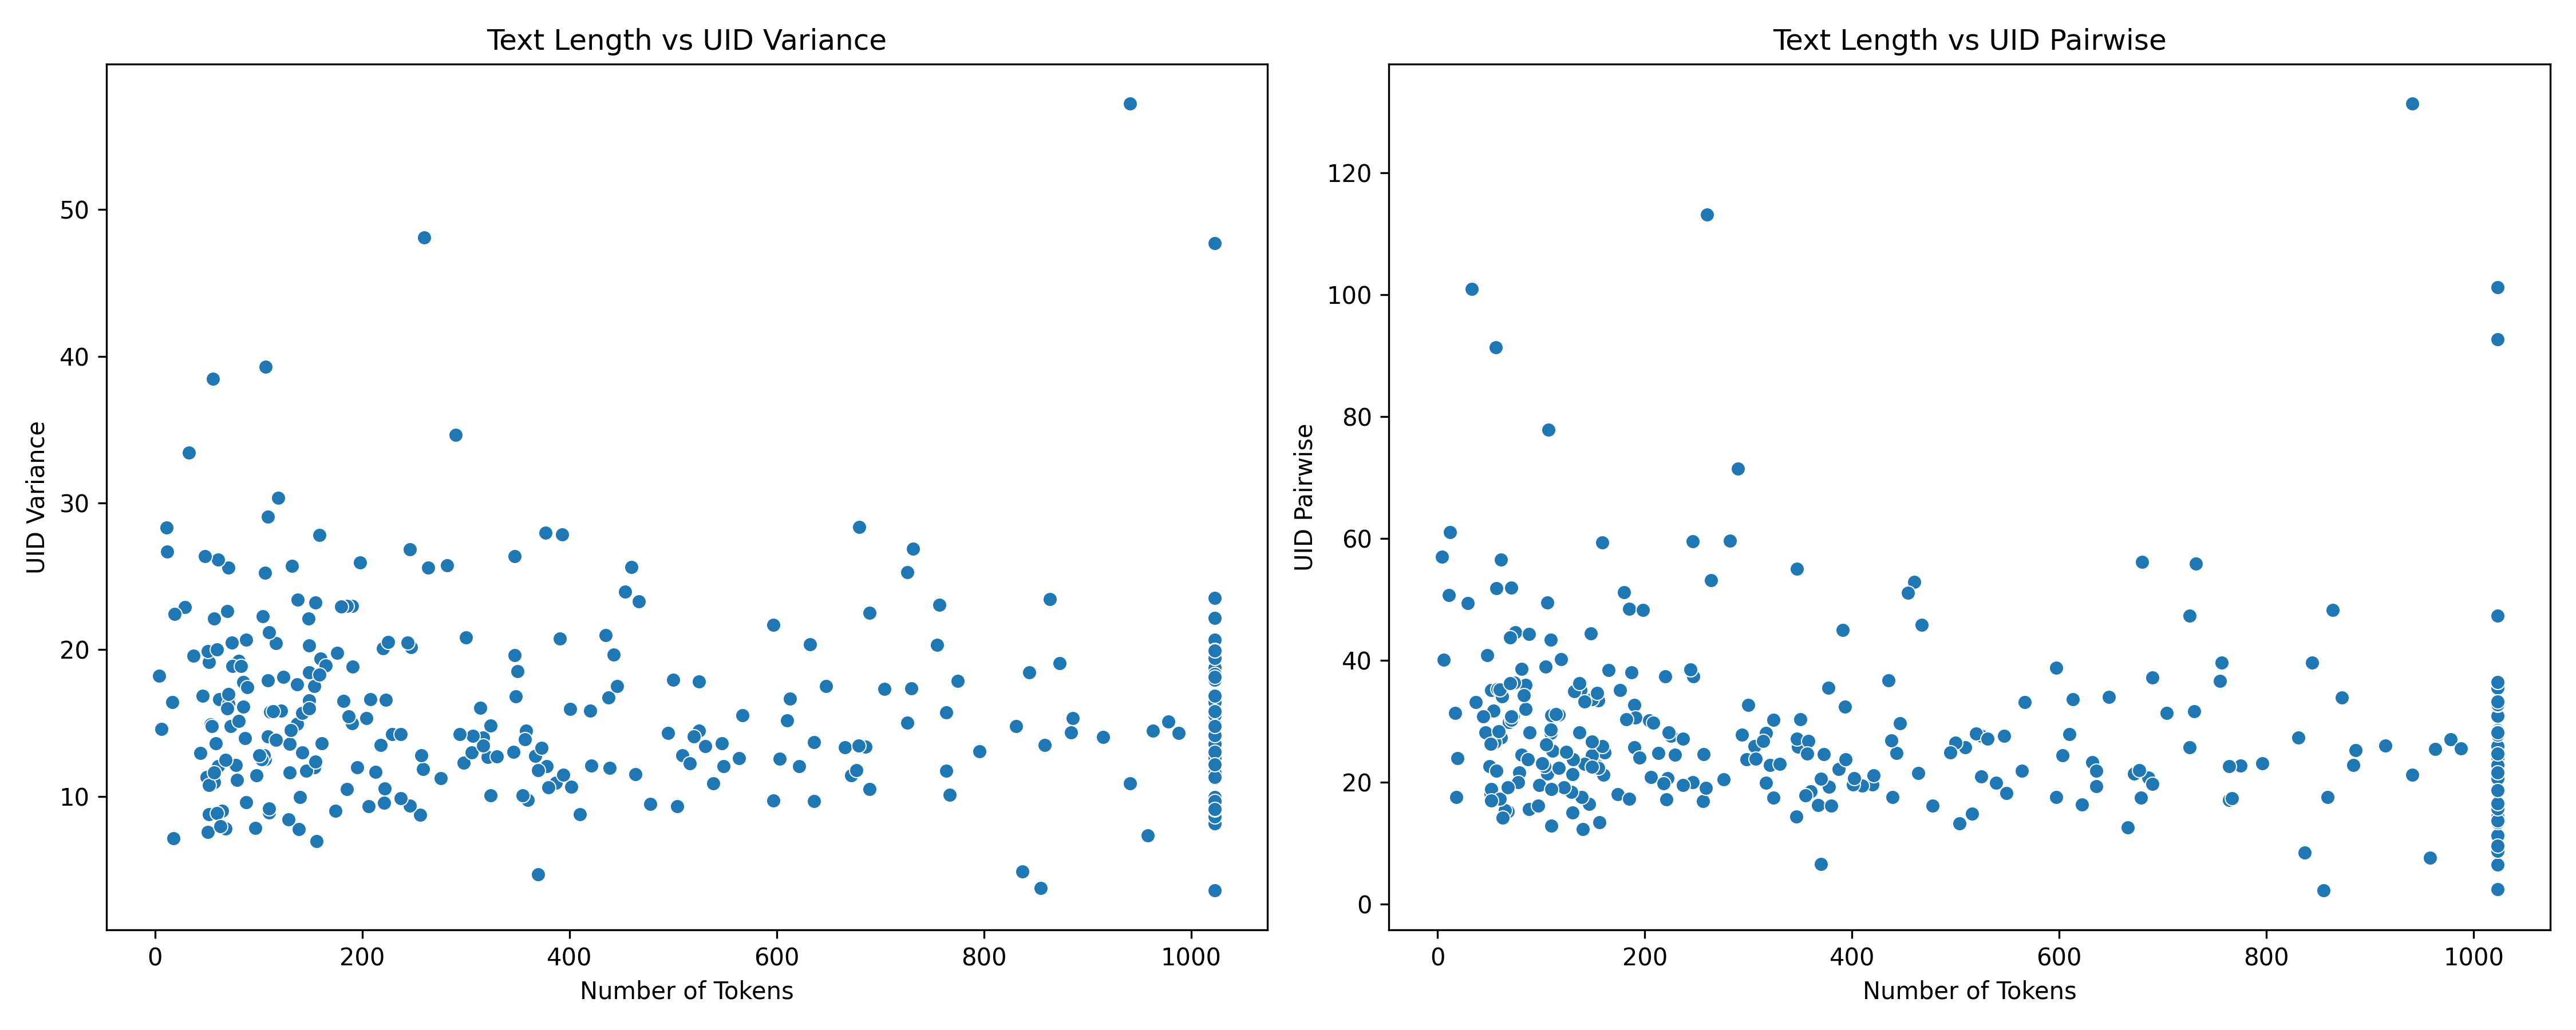 Text Length vs UID Variance
UID Variance
50
40
30
20
10
0 200 400 600 800 1000
Number of Tokens
Text Length vs UID Pairwise
UID Pairwise
120
100
80
60
40
20
0
0 200 400 600 800 1000
Number of Tokens